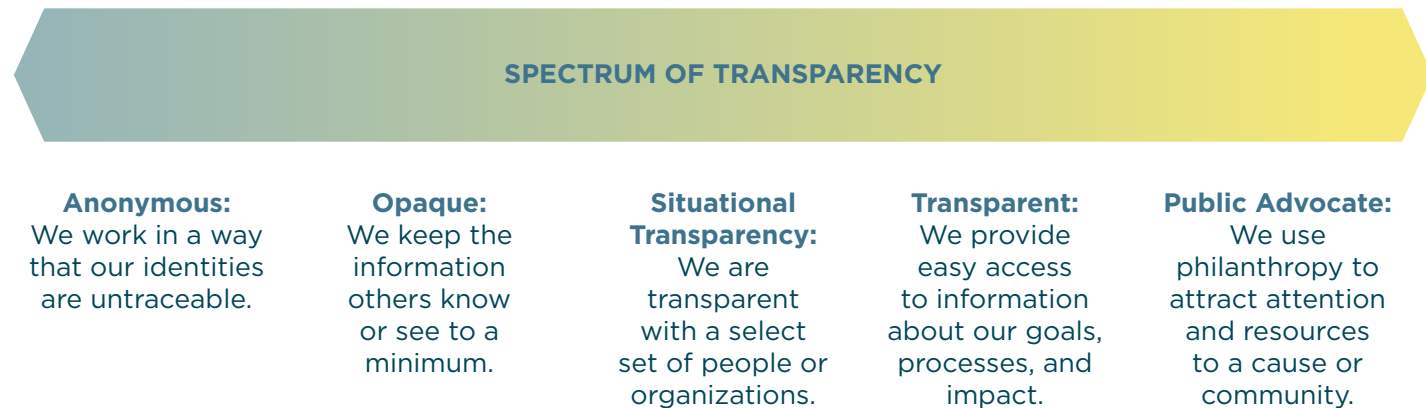 SPECTRUM OF TRANSPARENCY
Anonymous:
We work in a way
that our identities
are untraceable.
Opaque:
We keep the
information
others know
or see to a
minimum.
Situational
Transparency:
We are
transparent
with a select
set of people or
organizations.
Transparent:
We provide
easy access
to information
about our goals,
processes, and
impact.
Public Advocate:
We use
philanthropy to
attract attention
and resources
to a cause or
community.